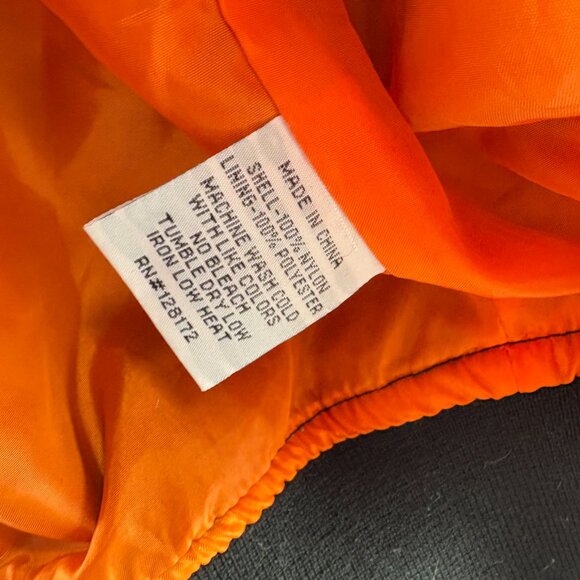 MADE IN CHINA
SHELL-100% NYLON
LINING-100% POLYESTER
MACHINE WASH COLD
WITH LIKE COLORS
NO BLEACH
TUMBLE DRY LOW
IRON LOW HEAT
RN#128172